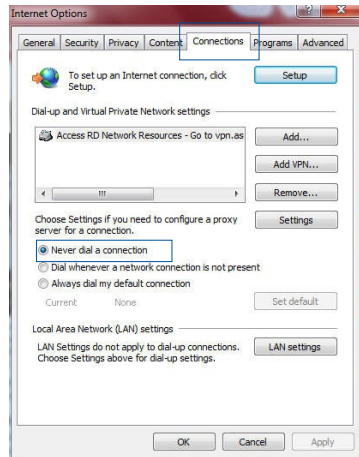 Internet Options
General Security Privacy Content Connections Programs Advanced
To set up an Internet connection, click
Setup.
Setup
Dial-up and Virtual Private Network settings
Access RD Network Resources - Go to vpn.as
Add...
Add VPN...
Remove...
Choose Settings if you need to configure a proxy
server for a connection.
Settings
Never dial a connection
Dial whenever a network connection is not present
Always dial my default connection
Current None
Set default
Local Area Network (LAN) settings
LAN Settings do not apply to dial-up connections.
Choose Settings above for dial-up settings.
LAN settings
OK Cancel Apply